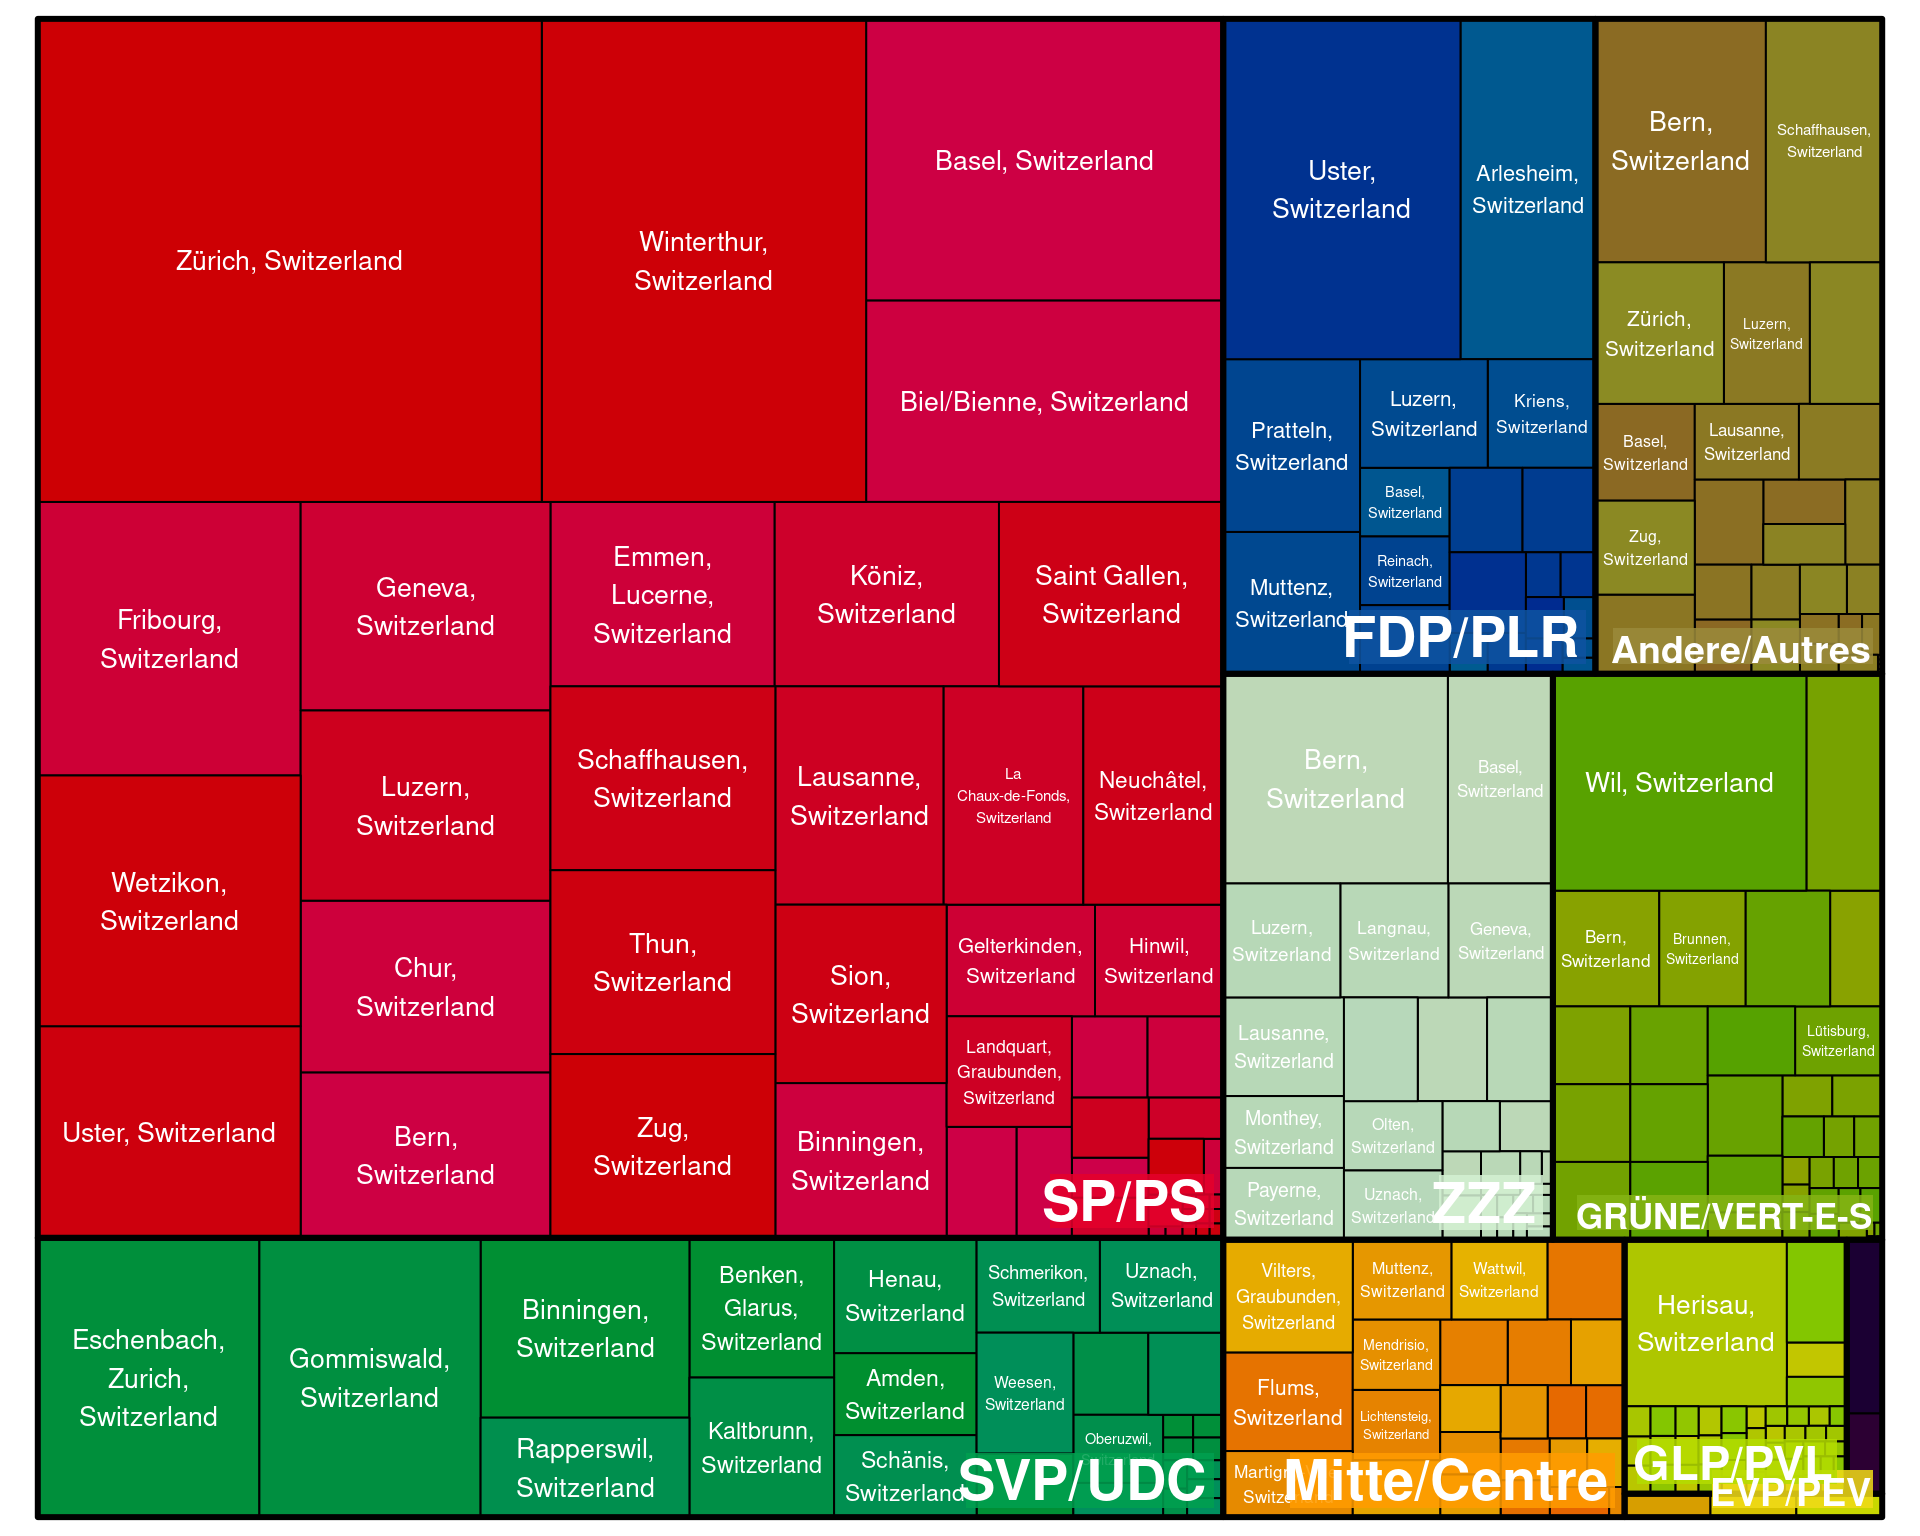 Zürich, Switzerland
Winterthur,
Switzerland
Basel, Switzerland
Biel/Bienne, Switzerland
Fribourg,
Switzerland
Geneva,
Switzerland
Emmen,
Lucerne,
Switzerland
Köniz,
Switzerland
Saint Gallen,
Switzerland
Wetzikon,
Switzerland
Luzern,
Switzerland
Schaffhausen,
Switzerland
Lausanne,
Switzerland
La
Chaux-de-Fonds,
Switzerland
Neuchâtel,
Switzerland
Uster, Switzerland
Chur,
Switzerland
Bern,
Switzerland
Thun,
Switzerland
Zug,
Switzerland
Sion,
Switzerland
Binningen,
Switzerland
Gelterkinden,
Switzerland
Hinwil,
Switzerland
Landquart,
Graubunden,
Switzerland
SP/PS
Uster,
Switzerland
Arlesheim,
Switzerland
Pratteln,
Switzerland
Luzern,
Switzerland
Kriens,
Switzerland
Basel,
Switzerland
Reinach,
Switzerland
Muttenz,
Switzerland
FDP/PLR
Bern,
Switzerland
Schaffhausen,
Switzerland
Zürich,
Switzerland
Luzern,
Switzerland
Basel,
Switzerland
Lausanne,
Switzerland
Zug,
Switzerland
Andere/Autres
Bern,
Switzerland
Basel,
Switzerland
Luzern,
Switzerland
Langnau,
Switzerland
Geneva,
Switzerland
Lausanne,
Switzerland
Monthey,
Switzerland
Olten,
Switzerland
Payerne,
Switzerland
Uznach,
Switzerland
ZZZ
Wil, Switzerland
Bern,
Switzerland
Brunnen,
Switzerland
Lütisburg,
Switzerland
GRÜNE/VERT-E-S
Eschenbach,
Zurich,
Switzerland
Gommiswald,
Switzerland
Binningen,
Switzerland
Rapperswil,
Switzerland
Benken,
Glarus,
Switzerland
Kaltbrunn,
Switzerland
Henau,
Switzerland
Amden,
Switzerland
Schänis,
Switzerland
Schmerikon,
Switzerland
Uznach,
Switzerland
Weesen,
Switzerland
Oberuzwil,
SVP/UDC
Vilters,
Graubunden,
Switzerland
Muttenz,
Switzerland
Wattwil,
Switzerland
Mendrisio,
Switzerland
Flums,
Switzerland
Lichtensteig,
Switzerland
Mitte/Centre
Herisau,
Switzerland
GLP/PVL
EVP/PEV